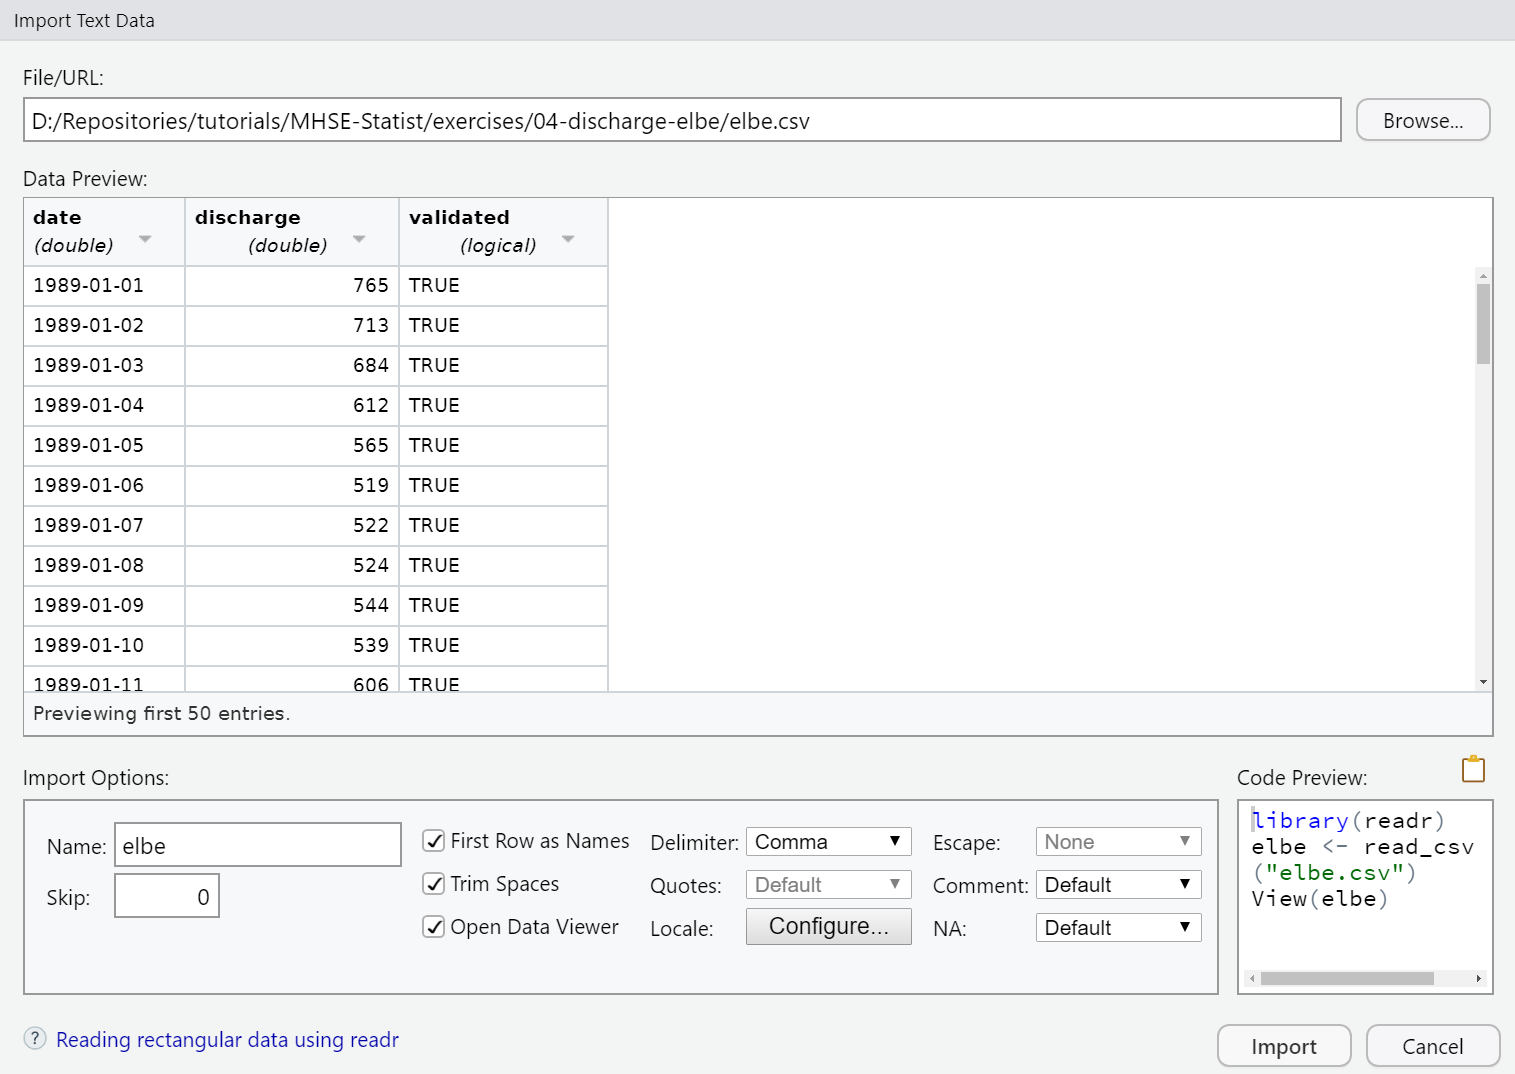 Import Text Data
File/URL:
D:/Repositories/tutorials/MHSE-Statist/exercises/04-discharge-elbe/elbe.csv
Browse...
Data Preview:
date discharge validated
(double) (double) (logical)
1989-01-01 765 TRUE
1989-01-02 713 TRUE
1989-01-03 684 TRUE
1989-01-04 612 TRUE
1989-01-05 565 TRUE
1989-01-06 519 TRUE
1989-01-07 522 TRUE
1989-01-08 524 TRUE
1989-01-09 544 TRUE
1989-01-10 539 TRUE
1989-01-11 606 TRUE
Previewing first 50 entries.
Import Options:
Name: elbe
Skip: 0
First Row as Names
Trim Spaces
Open Data Viewer
Delimiter: Comma
Quotes: Default
Locale: Configure...
Escape: None
Comment: Default
NA: Default
Code Preview:
library(readr)
elbe <- read_csv
("elbe.csv")
View(elbe)
? Reading rectangular data using readr
Import
Cancel